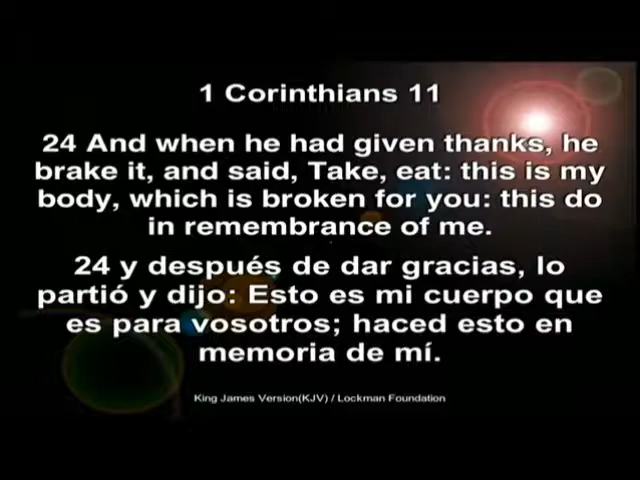 1 Corinthians 11
24 And when he had given thanks, he
brake it, and said, Take, eat: this is my
body, which is broken for you: this do
in remembrance of me.
24 y después de dar gracias, lo
partió y dijo: Esto es mi cuerpo que
es para vosotros; haced esto en
memoria de mí.
King James Version(KJV) / Lockman Foundation